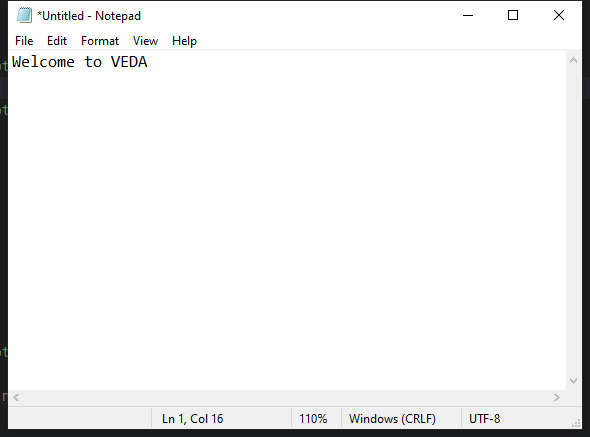 *Untitled - Notepad
File Edit Format View Help
Welcome to VEDA
Ln 1, Col 16 110% Windows (CRLF) UTF-8